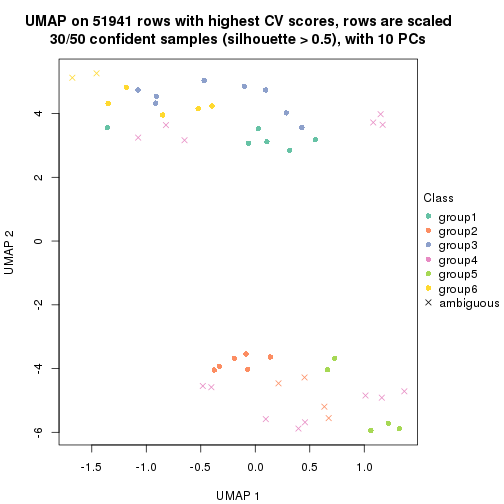 UMAP on 51941 rows with highest CV scores, rows are scaled
30/50 confident samples (silhouette > 0.5), with 10 PCs
4
2
0
-2
-4
-6
UMAP 2
-1.5
-1.0
-0.5
0.0
0.5
1.0
UMAP 1
Class
group1
group2
group3
group4
group5
group6
ambiguous